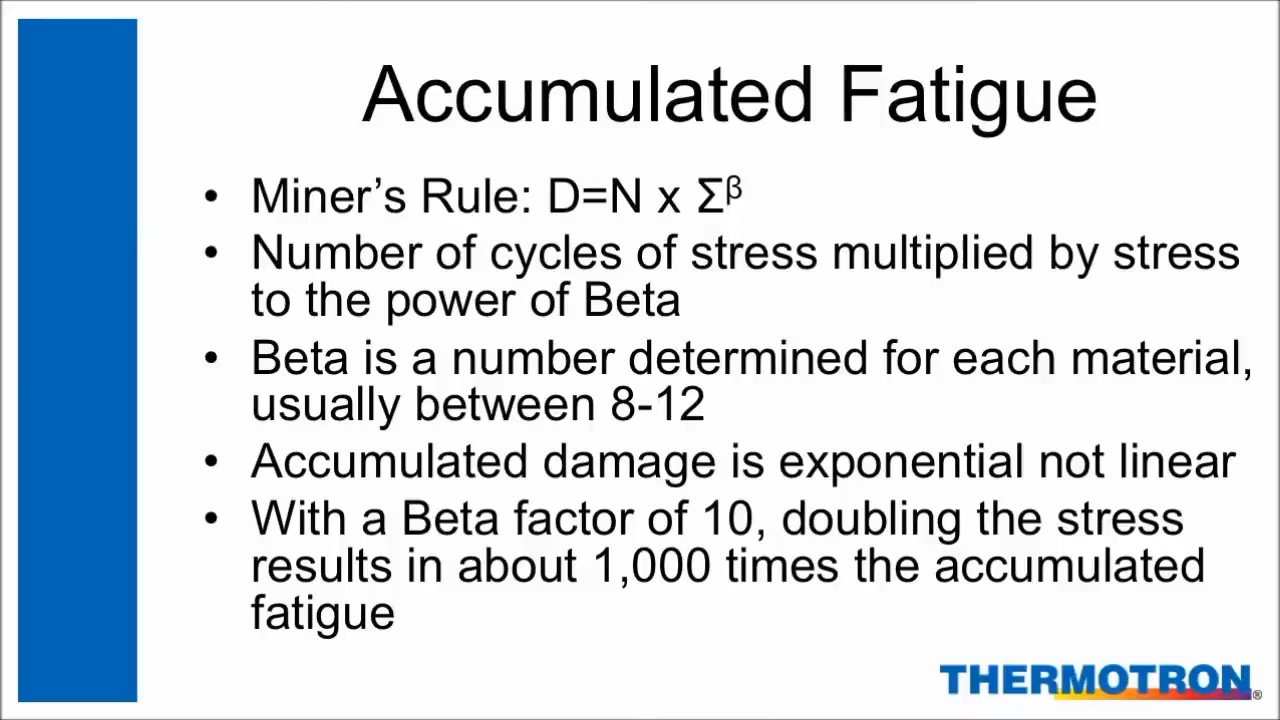 Accumulated Fatigue
• Miner’s Rule: D=N x Σᵝ
• Number of cycles of stress multiplied by stress
to the power of Beta
• Beta is a number determined for each material,
usually between 8-12
• Accumulated damage is exponential not linear
• With a Beta factor of 10, doubling the stress
results in about 1,000 times the accumulated
fatigue
THERMOTRON®